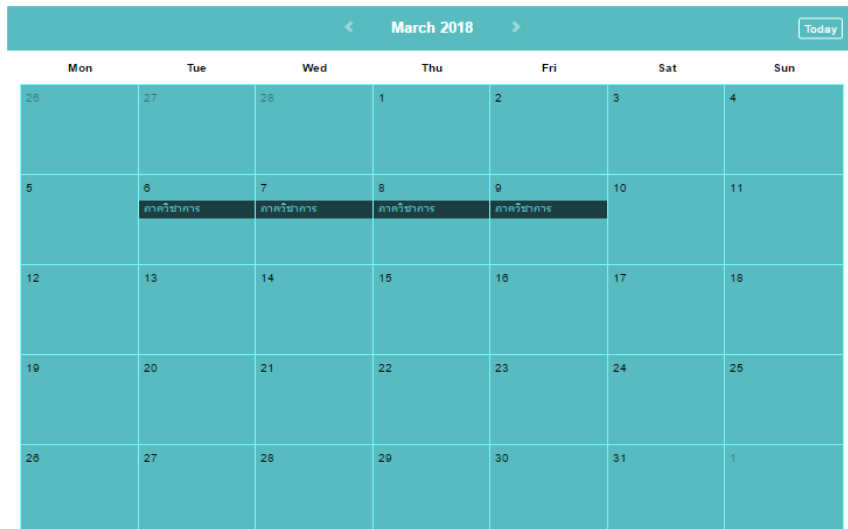 March 2018
Today
Mon Tue Wed Thu Fri Sat Sun
26 27 28 1 2 3 4
5 6 7 8 9 10 11
ภาควิชาการ ภาควิชาการ ภาควิชาการ ภาควิชาการ
12 13 14 15 16 17 18
19 20 21 22 23 24 25
26 27 28 29 30 31 1